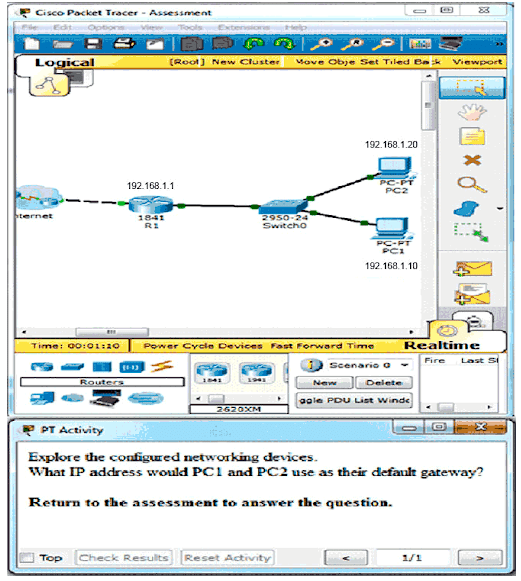 Cisco Packet Tracer - Assessment
File Edit Options View Tools Extensions Help
Logical [Root] New Cluster Move Obje Set Tiled Back Viewport
192.168.1.20
PC-PT
PC2
192.168.1.1
nternet
1841
R1
2950-24
Switch0
PC-PT
PC1
192.168.1.10
Time: 00:01:10 Power Cycle Devices Fast Forward Time Realtime
Scenario 0
Fire Last St
Routers
1841 1941
New Delete
2620XM
ggle PDU List Windo
PT Activity
Explore the configured networking devices.
What IP address would PC1 and PC2 use as their default gateway?
Return to the assessment to answer the question.
Top Check Results Reset Activity < 1/1 >